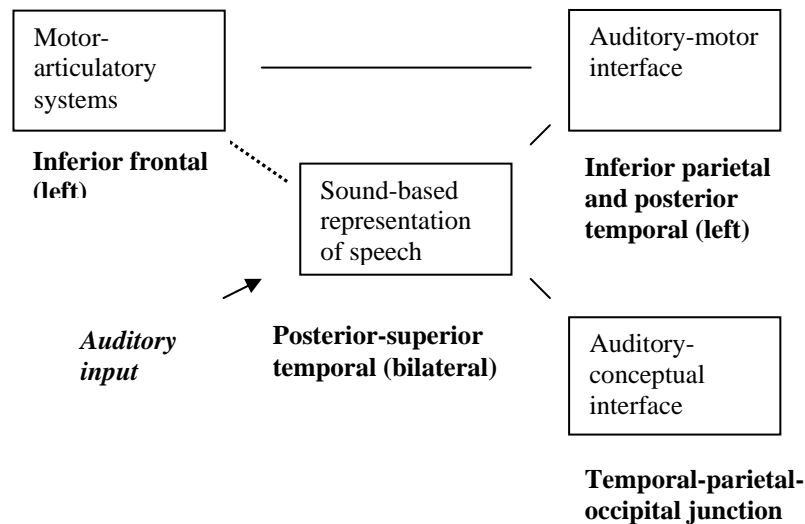 Motor-
articulatory
systems
Auditory-motor
interface
Inferior frontal
(left)
Sound-based
representation
of speech
Inferior parietal
and posterior
temporal (left)
Auditory
input
Posterior-superior
temporal (bilateral)
Auditory-
conceptual
interface
Temporal-parietal-
occipital junction